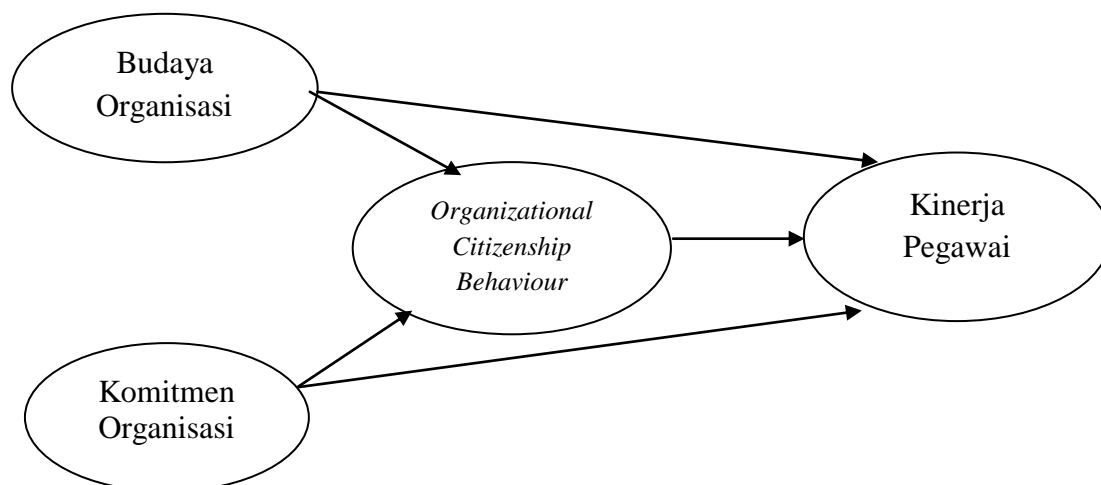 Budaya
Organisasi
Organizational
Citizenship
Behaviour
Kinerja
Pegawai
Komitmen
Organisasi